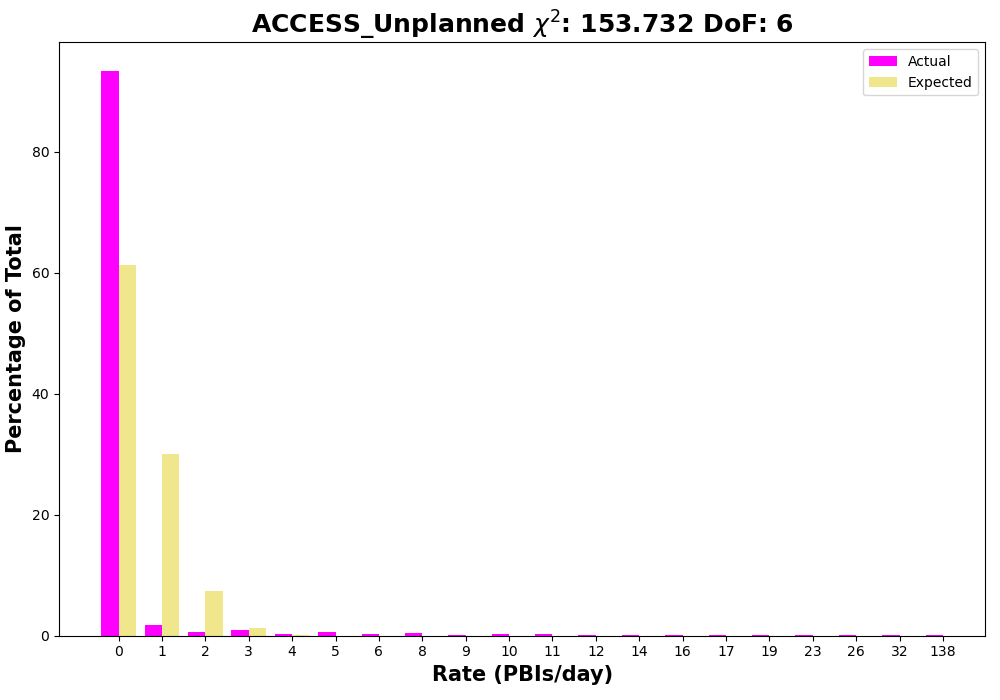 ACCESS_Unplanned χ²: 153.732 DoF: 6
Actual
Expected
Percentage of Total
80
60
40
20
0
0 1 2 3 4 5 6 8 9 10 11 12 14 16 17 19 23 26 32 138
Rate (PBIs/day)